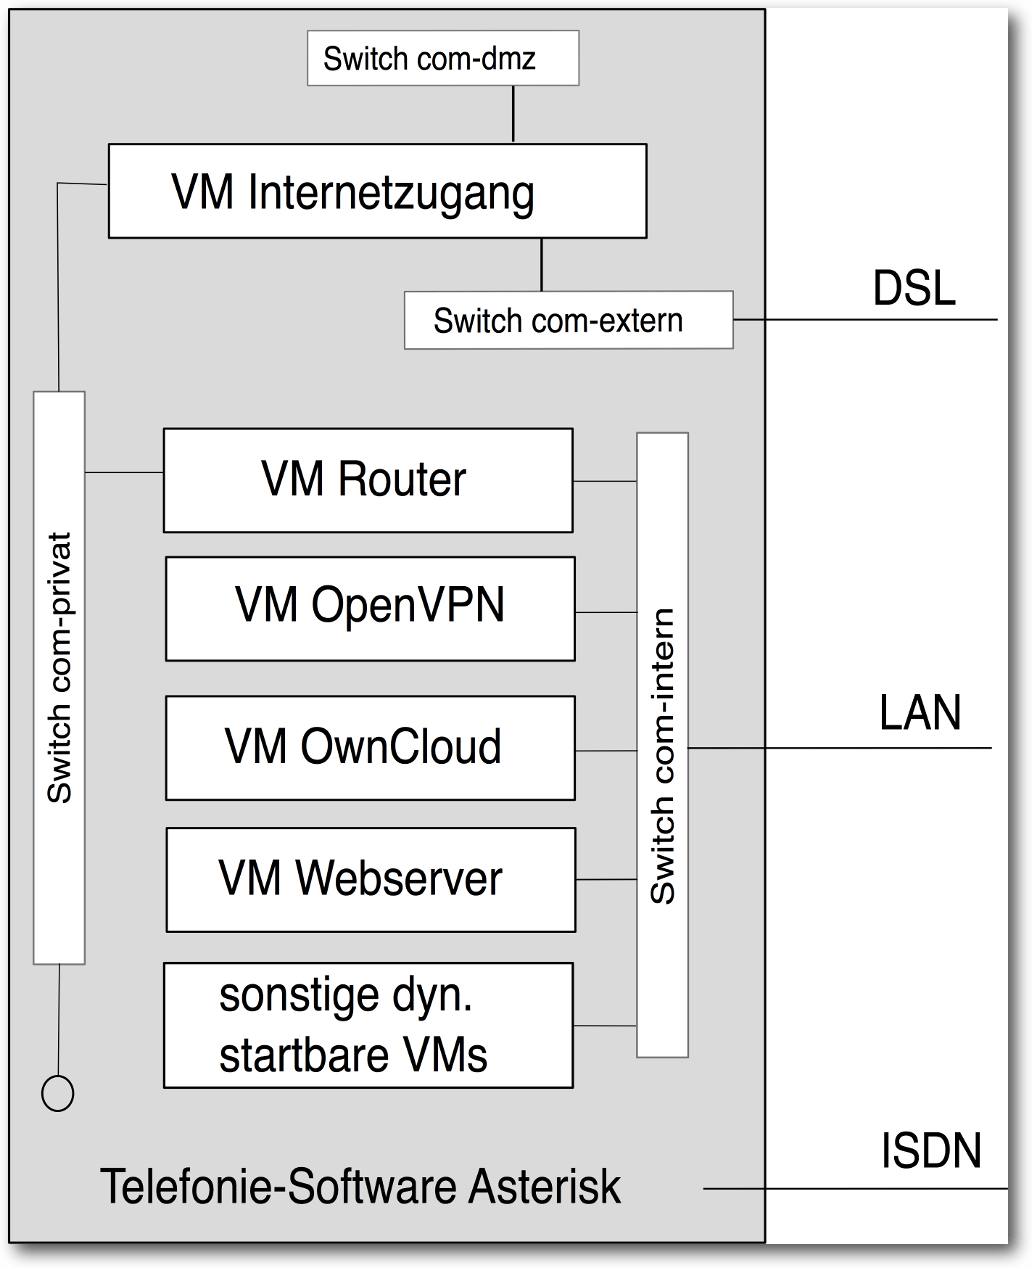 Switch com-dmz
VM Internetzugang
DSL
Switch com-extern
VM Router
VM OpenVPN
Switch com-privat
Switch com-intern
LAN
VM OwnCloud
VM Webserver
sonstige dyn.
startbare VMs
ISDN
Telefonie-Software Asterisk